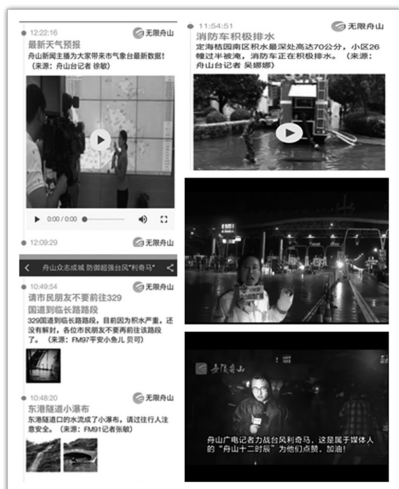 12:22:16
无限舟山
最新天气预报
舟山新闻主播为大家带来市气象台最新数据!
(来源:舟山台记者 徐敏)
0:00 / 0:00
12:09:29
无限舟山
舟山众志成城 防御超强台风“利奇马”
10:49:54
无限舟山
请市民朋友不要前往329
国道到临长路路段
329国道到临长路路段,目前因为积水严重,还
没有解封,各位市民朋友不要再前往该路段
了。(来源:FM97平安小鱼儿 贝可)
10:48:20
无限舟山
东港隧道小瀑布
东港隧道口的水流成了小瀑布,请过往行人注
意安全。(来源:FM91记者张敏)
11:54:51
无限舟山
消防车积极排水
定海桔园南区积水最深处高达70公分,小区26
幢过半被淹,消防车正在积极排水。(来源:
舟山台记者 吴娜娜)
无限舟山
舟山广电记者力战台风利奇马,这是属于媒体人
的“舟山十二时辰”为他们点赞,加油!